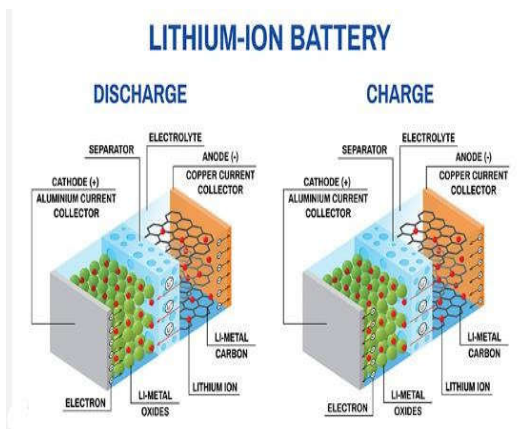 LITHIUM-ION BATTERY
DISCHARGE
ELECTROLYTE
SEPARATOR
ANODE (-)
COPPER CURRENT
COLLECTOR
CATHODE (+)
ALUMINIUM CURRENT
COLLECTOR
LI-METAL
CARBON
LITHIUM ION
LI-METAL
OXIDES
ELECTRON
CHARGE
ELECTROLYTE
SEPARATOR
ANODE (-)
COPPER CURRENT
COLLECTOR
CATHODE (+)
ALUMINIUM CURRENT
COLLECTOR
LI-METAL
CARBON
LITHIUM ION
LI-METAL
OXIDES
ELECTRON